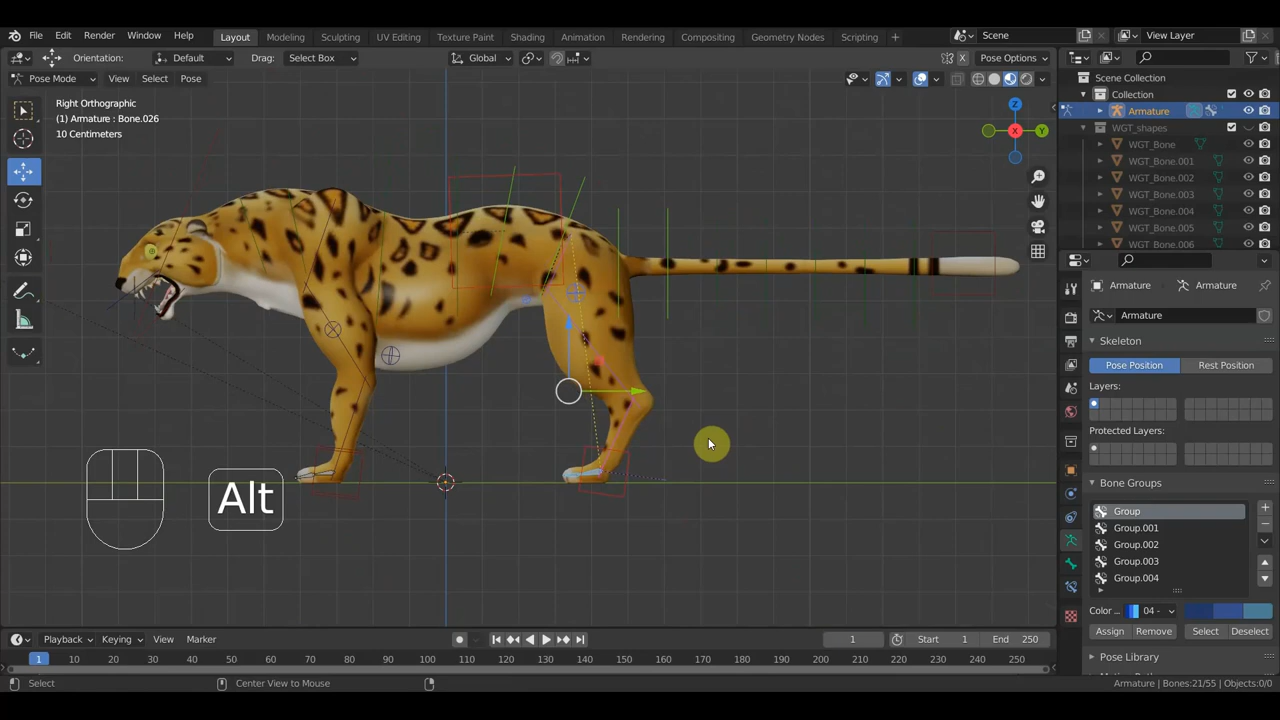 File Edit Render Window Help
Layout Modeling Sculpting UV Editing Texture Paint Shading Animation Rendering Compositing Geometry Nodes Scripting +
Scene
View Layer
Orientation: Default Drag: Select Box
Global
X
Pose Options
Pose Mode View Select Pose
Right Orthographic
(1) Armature : Bone.026
10 Centimeters
Z
X
Y
Alt
Scene Collection
Collection
Armature
WGT_shapes
WGT_Bone
WGT_Bone.001
WGT_Bone.002
WGT_Bone.003
WGT_Bone.004
WGT_Bone.005
WGT_Bone.006
Armature Armature
Armature
Skeleton
Pose Position Rest Position
Layers:
Protected Layers:
Bone Groups
Group
Group.001
Group.002
Group.003
Group.004
Color ... 04 -
Assign Remove Select Deselect
Pose Library
Playback Keying View Marker
1 Start 1 End 250
1 10 20 30 40 50 60 70 80 90 100 110 120 130 140 150 160 170 180 190 200 210 220 230 240 250
Select Center View to Mouse
Armature | Bones:21/55 | Objects:0/0